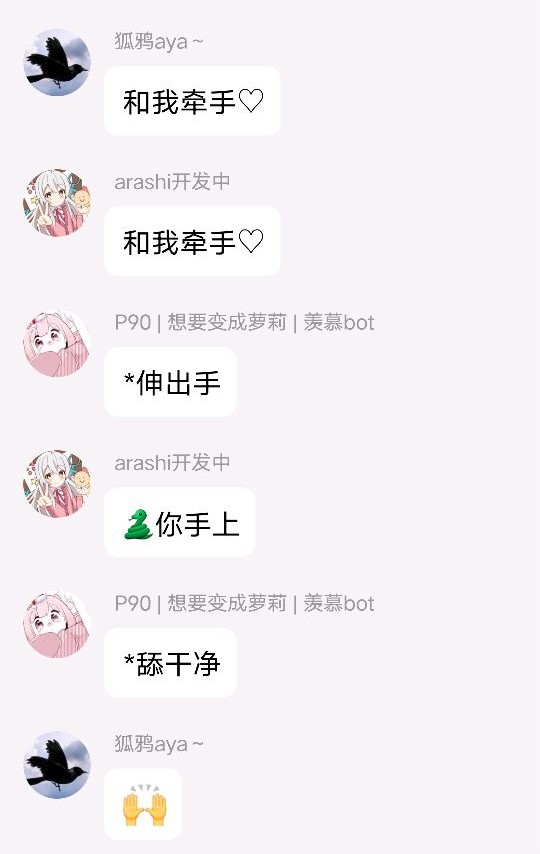 狐鸦aya～
和我牵手♡
arashi开发中
和我牵手♡
P90 | 想要变成萝莉 | 羡慕bot
*伸出手
arashi开发中
🐍你手上
P90 | 想要变成萝莉 | 羡慕bot
*舔干净
狐鸦aya～
🙌